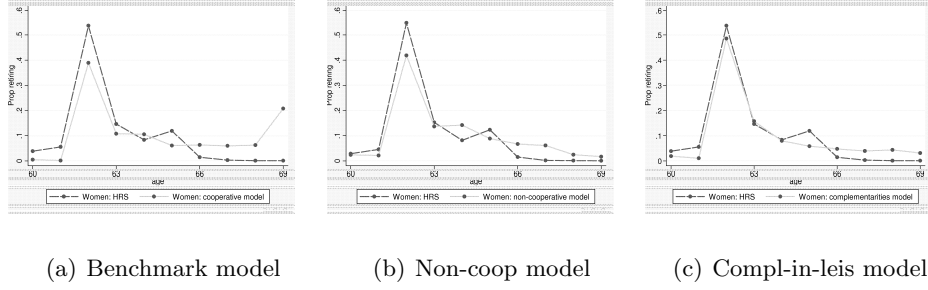 .6
.5
.4
.3
.2
.1
0
Prop retiring
60 63 66 69
age
Women: HRS Women: cooperative model
.6
.5
.4
.3
.2
.1
0
Prop retiring
60 63 66 69
age
Women: HRS Women: non-cooperative model
.6
.5
.4
.3
.2
.1
0
Prop retiring
60 63 66 69
age
Women: HRS Women: complementarities model
(a) Benchmark model
(b) Non-coop model
(c) Compl-in-leis model